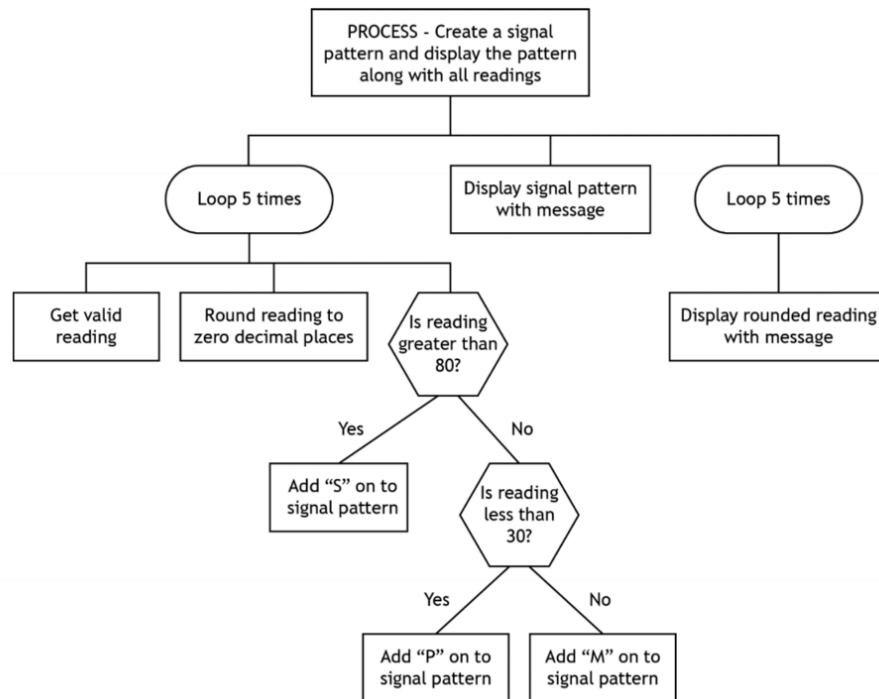 PROCESS - Create a signal
pattern and display the pattern
along with all readings
Loop 5 times
Display signal pattern
with message
Loop 5 times
Get valid
reading
Round reading to
zero decimal places
Is reading
greater than
80?
Display rounded reading
with message
Yes
No
Add “S” on to
signal pattern
Is reading
less than
30?
Yes
No
Add “P” on to
signal pattern
Add “M” on to
signal pattern